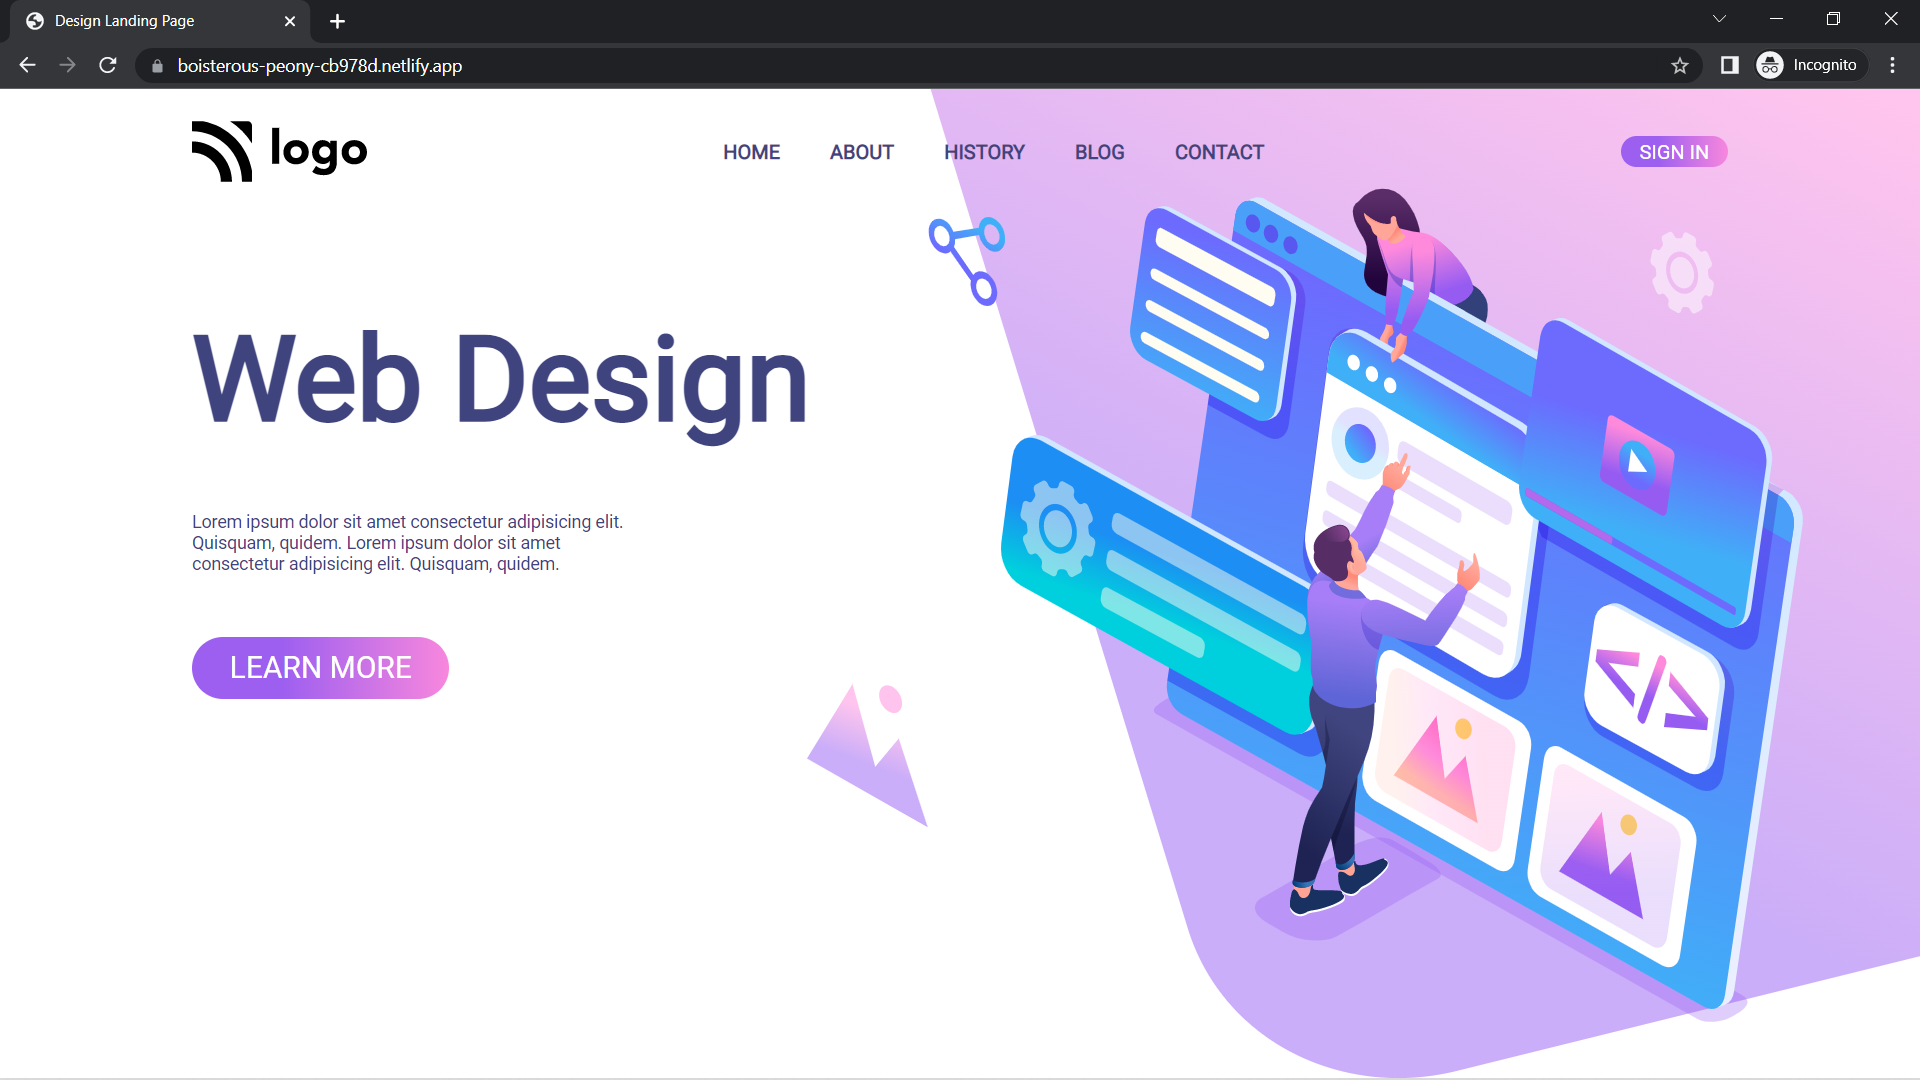 Design Landing Page
boisterous-peony-cb978d.netlify.app
Incognito
logo
HOME ABOUT HISTORY BLOG CONTACT
SIGN IN
Web Design
Lorem ipsum dolor sit amet consectetur adipisicing elit.
Quisquam, quidem. Lorem ipsum dolor sit amet
consectetur adipisicing elit. Quisquam, quidem.
LEARN MORE
</>